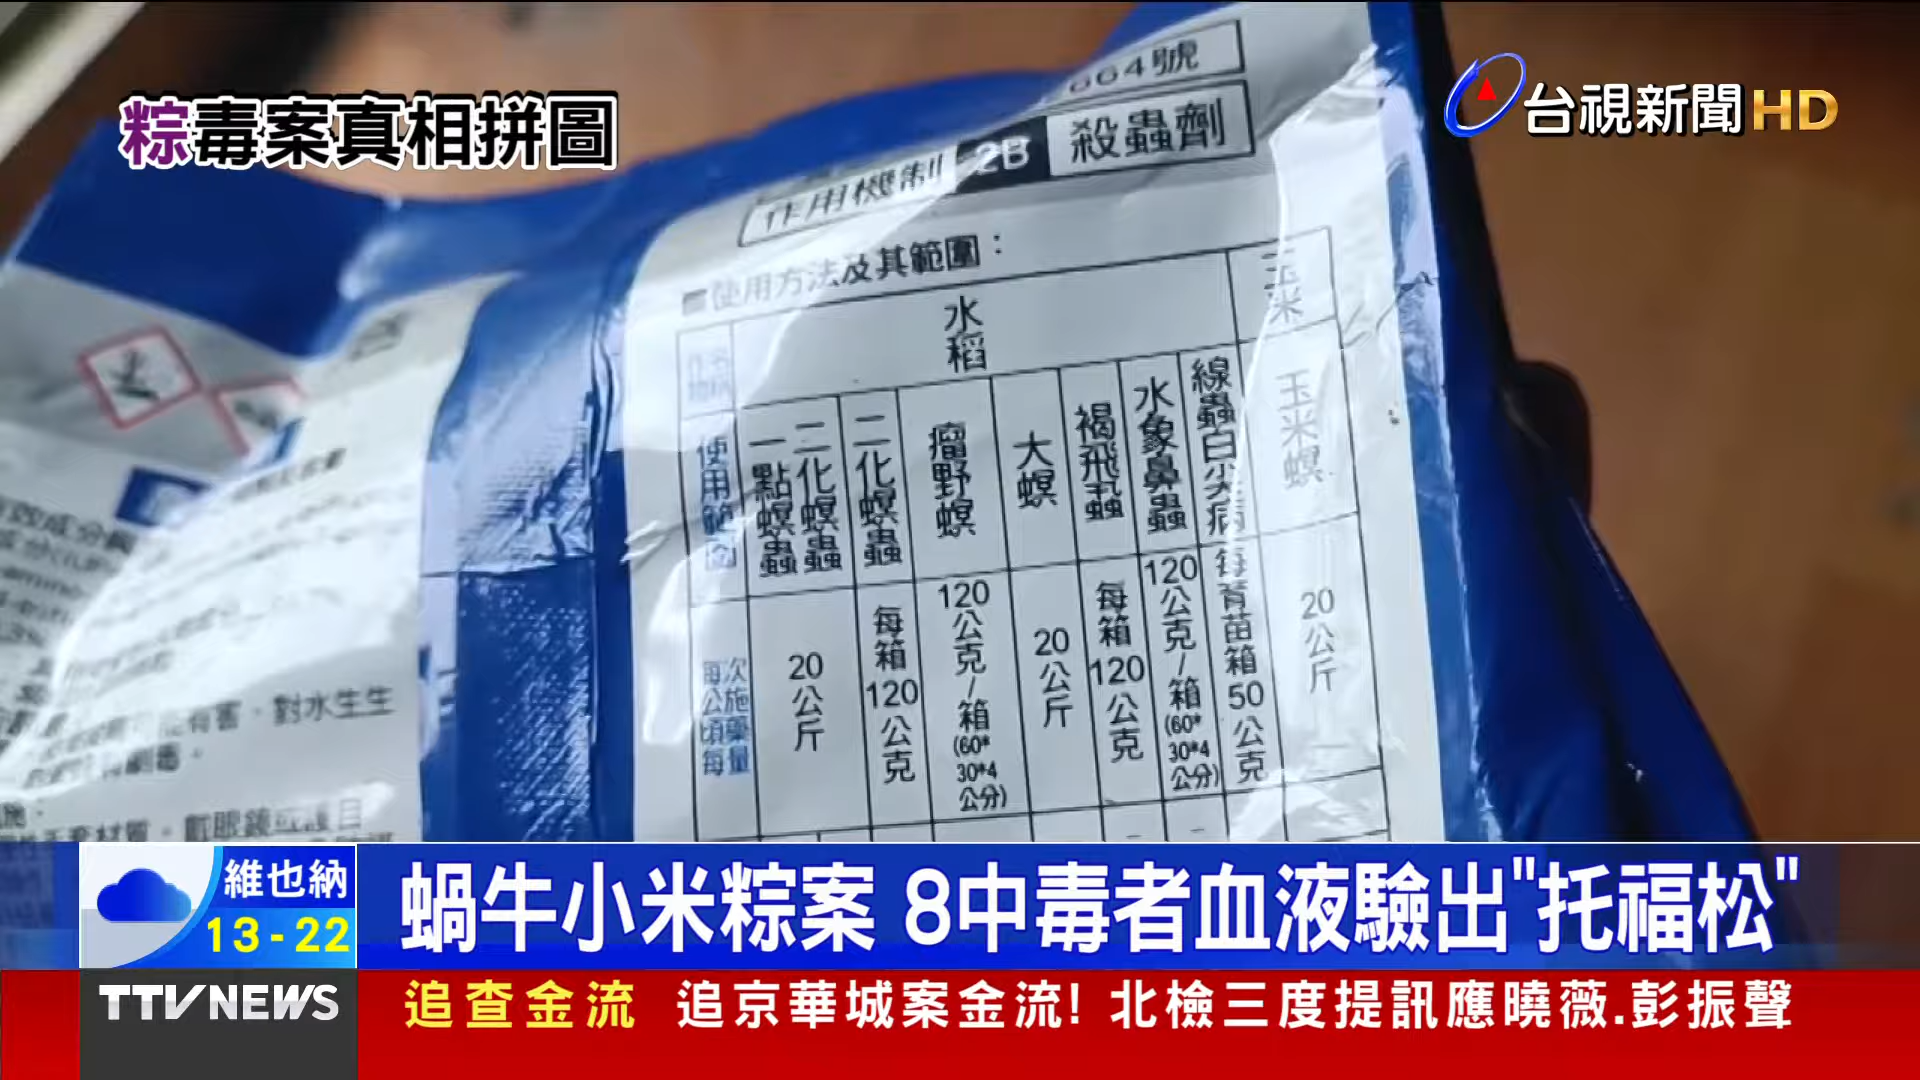 粽毒案真相拼圖
台視新聞HD
664號
作用機制 2B 殺蟲劑
使用方法及其範圍：
水稻
玉米
使用範圍
二化螟蟲
一點螟蟲
二化螟蟲
瘤野螟
大螟
褐飛蝨
水象鼻蟲
線蟲白尖病
玉米螟
每公頃每
次施藥量
20公斤
每箱120公克
120公克/箱(60*30*4公分)
20公斤
每箱120公克
120公克/箱(60*30*4公分)
每育苗箱50公克
20公斤
有害,對水生生
維也納
13-22
蝸牛小米粽案 8中毒者血液驗出"托福松"
TTV NEWS
追查金流 追京華城案金流! 北檢三度提訊應曉薇.彭振聲